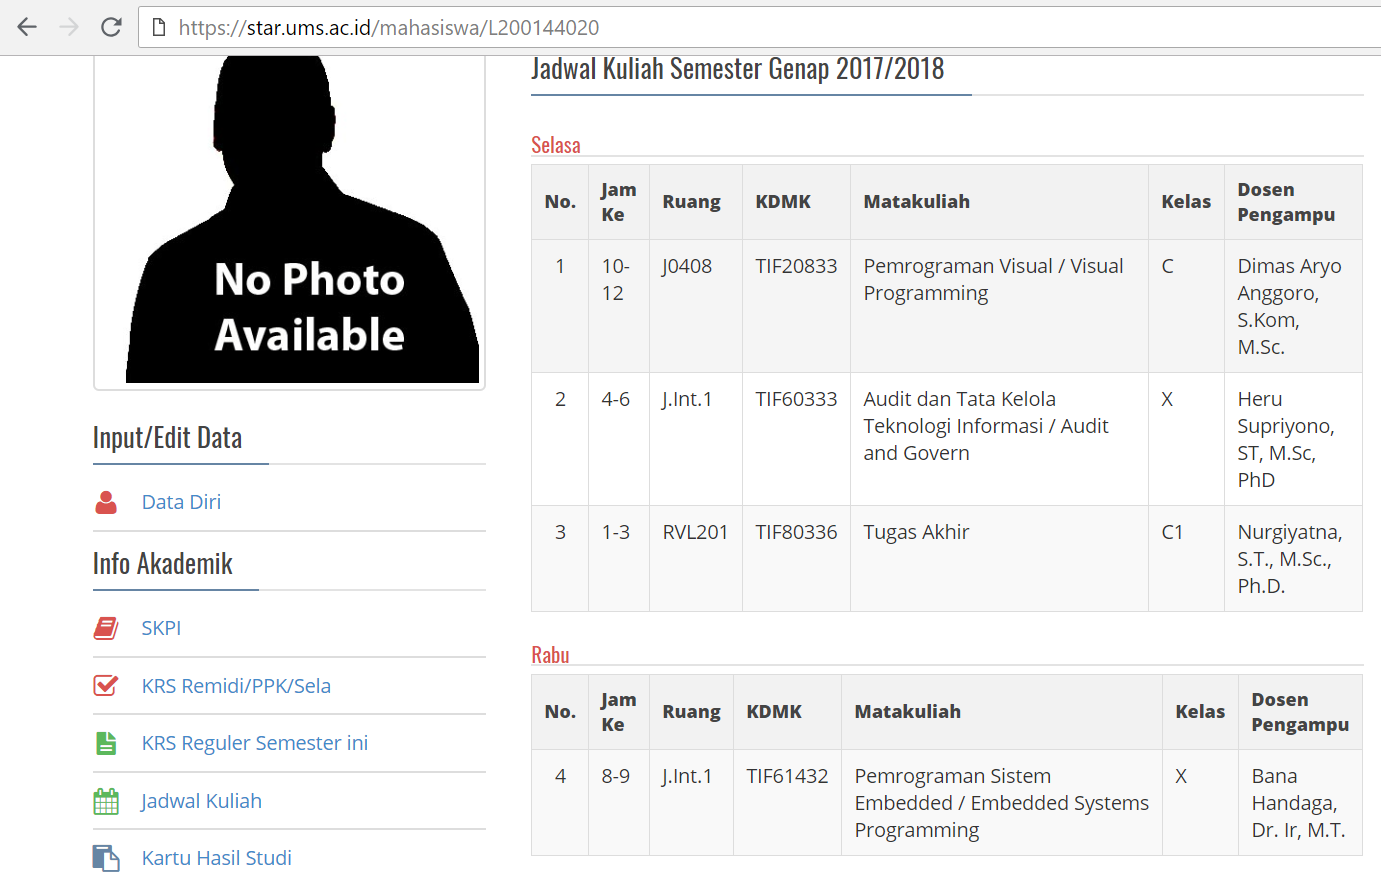 https://star.ums.ac.id/mahasiswa/L200144020
No Photo
Available
Input/Edit Data
Data Diri
Info Akademik
SKPI
KRS Remidi/PPK/Sela
KRS Reguler Semester ini
Jadwal Kuliah
Kartu Hasil Studi
Jadwal Kuliah Semester Genap 2017/2018
Selasa
No. Jam Ke Ruang KDMK Matakuliah Kelas Dosen Pengampu
1 10-12 J0408 TIF20833 Pemrograman Visual / Visual Programming C Dimas Aryo Anggoro, S.Kom, M.Sc.
2 4-6 J.Int.1 TIF60333 Audit dan Tata Kelola Teknologi Informasi / Audit and Govern X Heru Supriyono, ST, M.Sc, PhD
3 1-3 RVL201 TIF80336 Tugas Akhir C1 Nurgiyatna, S.T., M.Sc., Ph.D.
Rabu
No. Jam Ke Ruang KDMK Matakuliah Kelas Dosen Pengampu
4 8-9 J.Int.1 TIF61432 Pemrograman Sistem Embedded / Embedded Systems Programming X Bana Handaga, Dr. Ir, M.T.